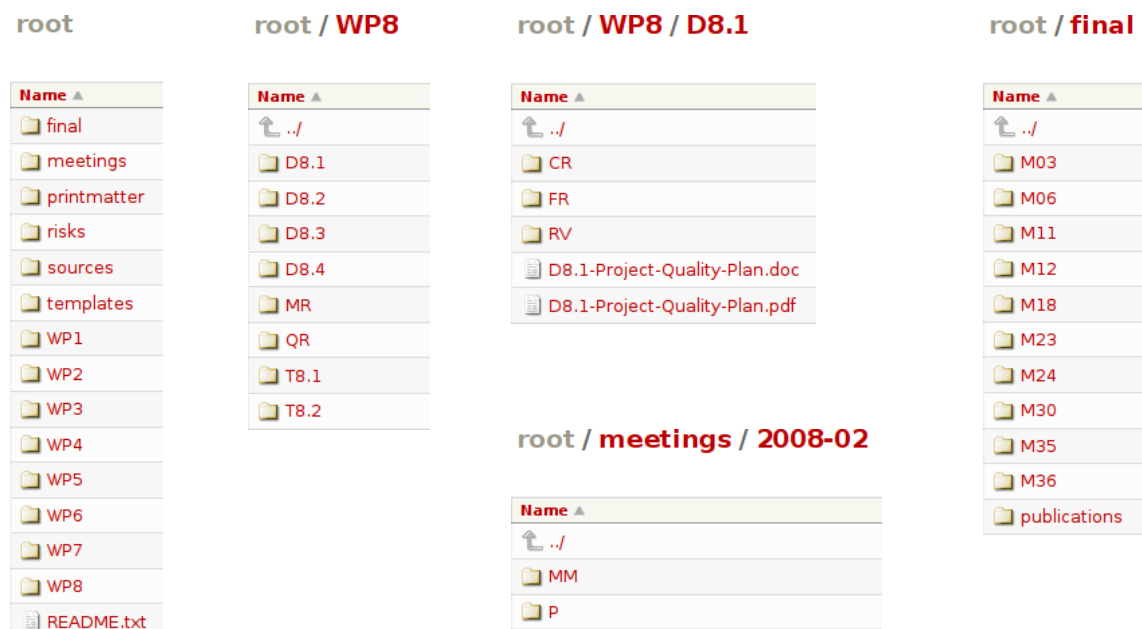 root
Name
final
meetings
printmatter
risks
sources
templates
WP1
WP2
WP3
WP4
WP5
WP6
WP7
WP8
README.txt
root / WP8
Name
../
D8.1
D8.2
D8.3
D8.4
MR
QR
T8.1
T8.2
root / WP8 / D8.1
Name
../
CR
FR
RV
D8.1-Project-Quality-Plan.doc
D8.1-Project-Quality-Plan.pdf
root / meetings / 2008-02
Name
../
MM
P
root / final
Name
../
M03
M06
M11
M12
M18
M23
M24
M30
M35
M36
publications